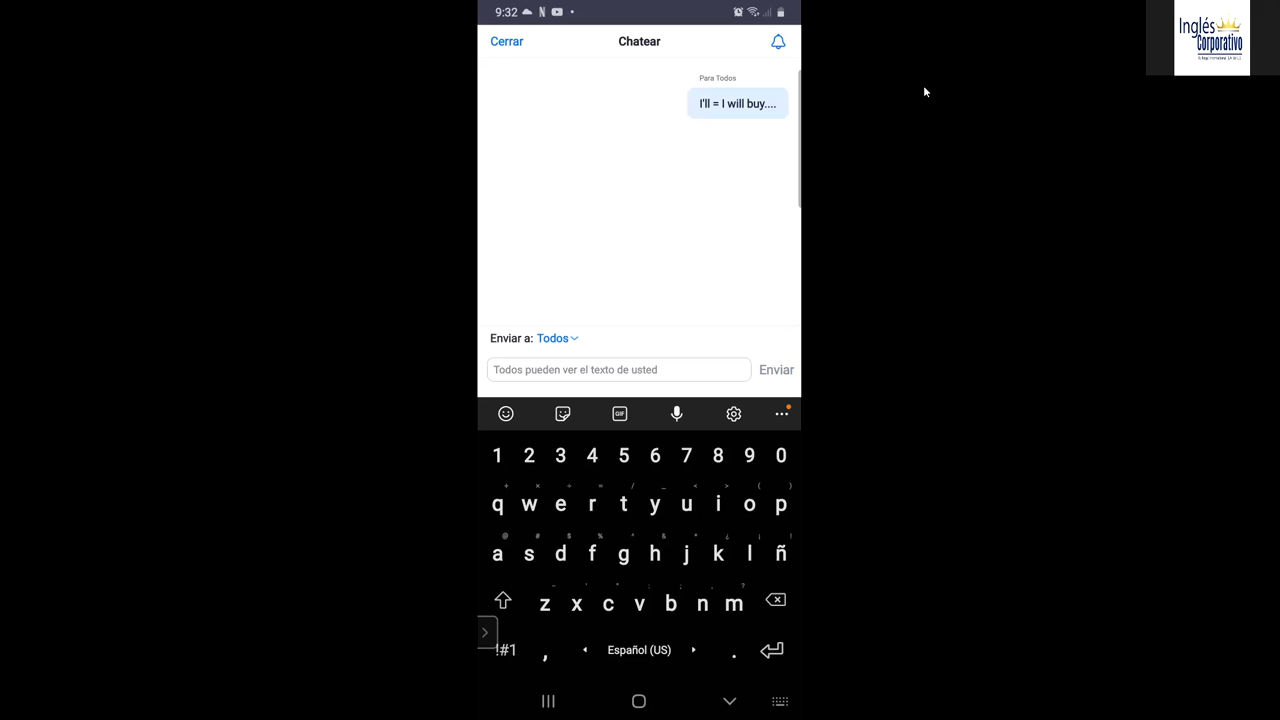 9:32
Cerrar
Chatear
Inglés
Corporativo
Para Todos
I'll = I will buy....
Enviar a: Todos
Todos pueden ver el texto de usted
Enviar
GIF
1 2 3 4 5 6 7 8 9 0
q w e r t y u i o p
a s d f g h j k l ñ
z x c v b n m
!#1 , Español (US) .